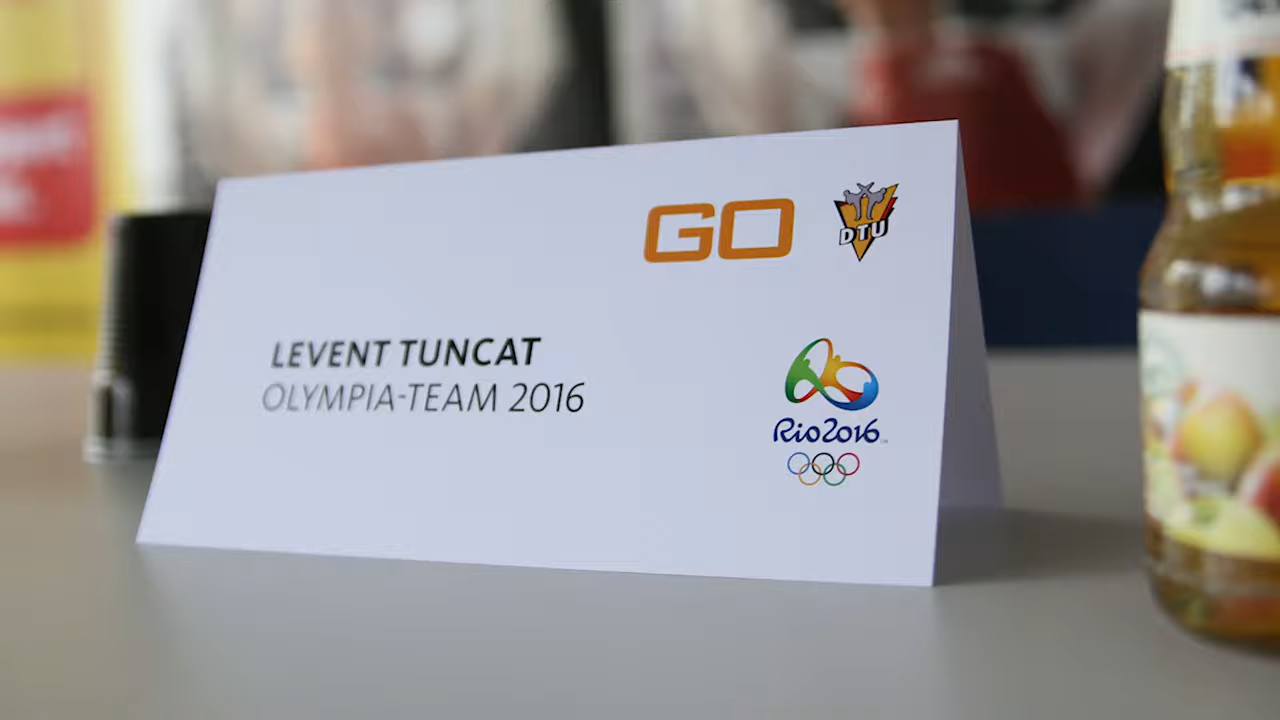 GO
DTU
LEVENT TUNCAT
OLYMPIA-TEAM 2016
Rio2016